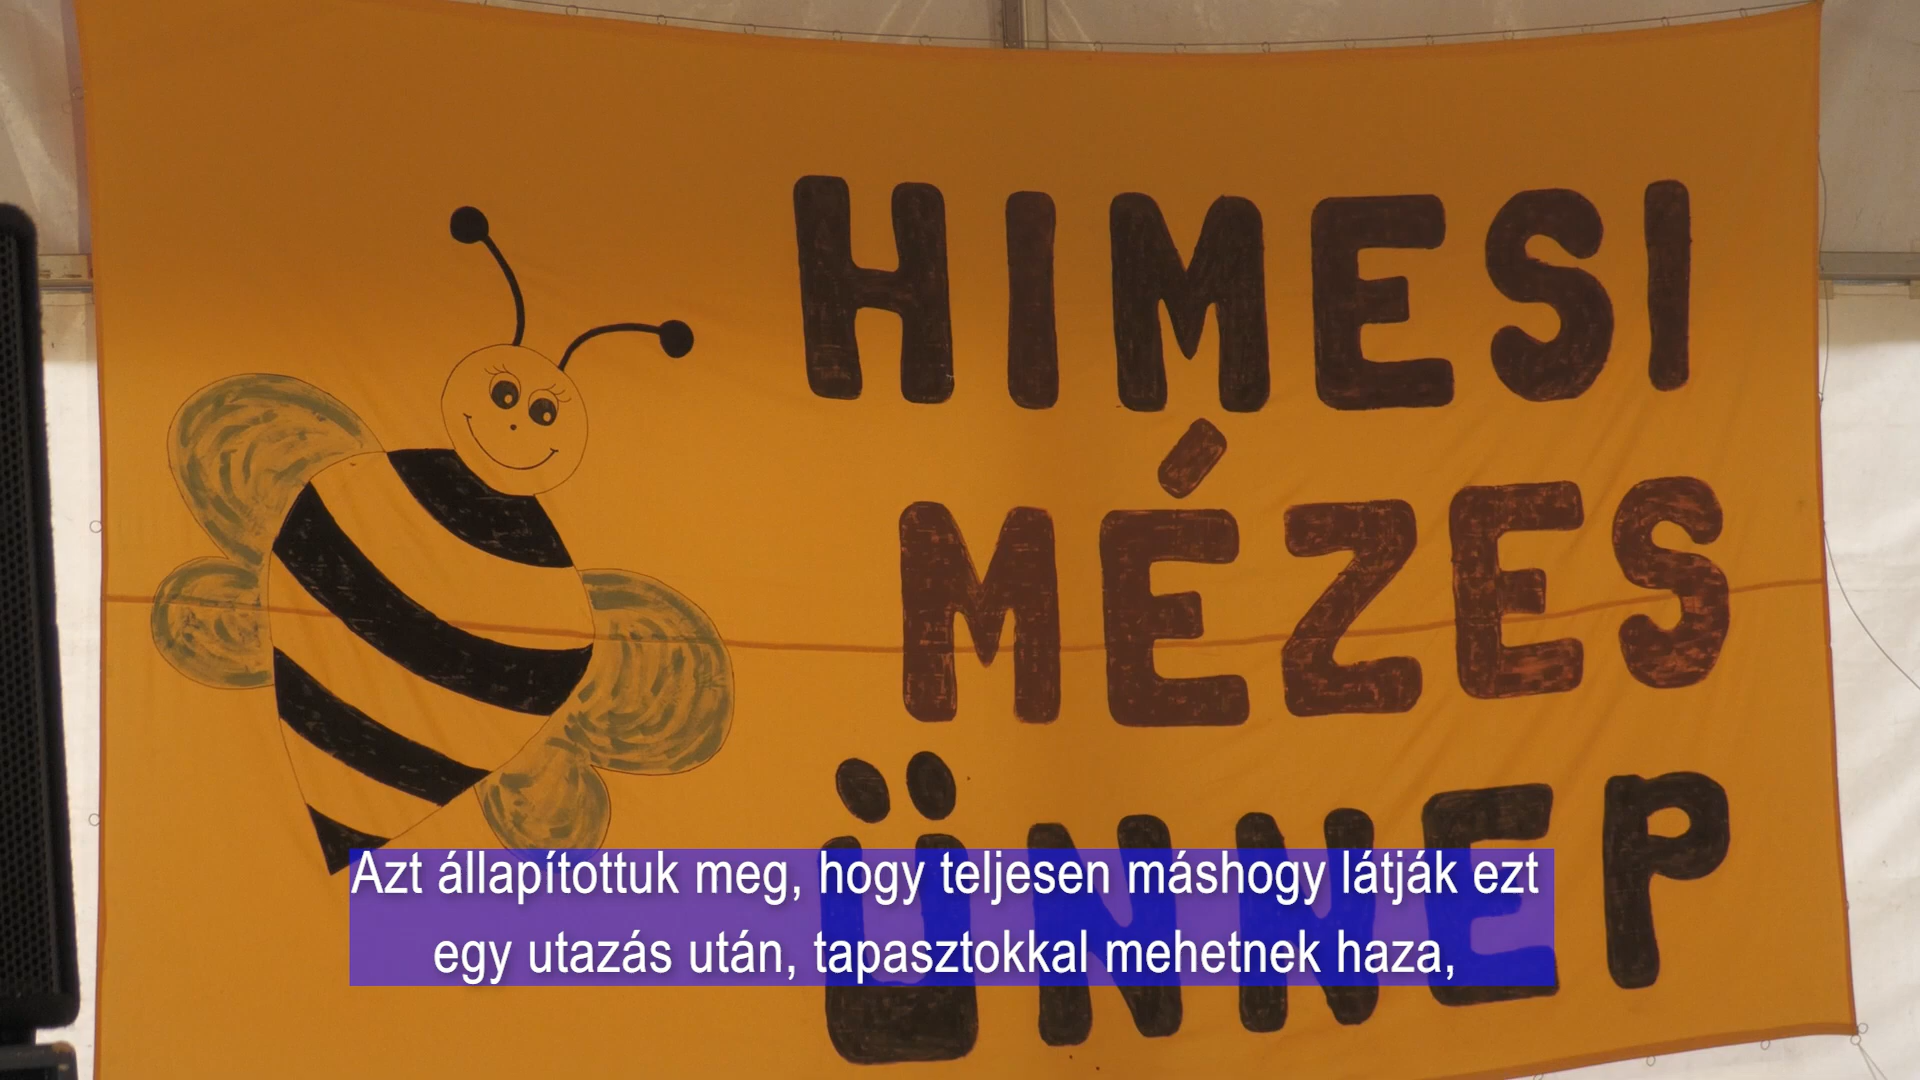 HIMESI
MÉZES
ÜNNEP
Azt állapítottuk meg, hogy teljesen máshogy látják ezt
egy utazás után, tapasztokkal mehetnek haza,